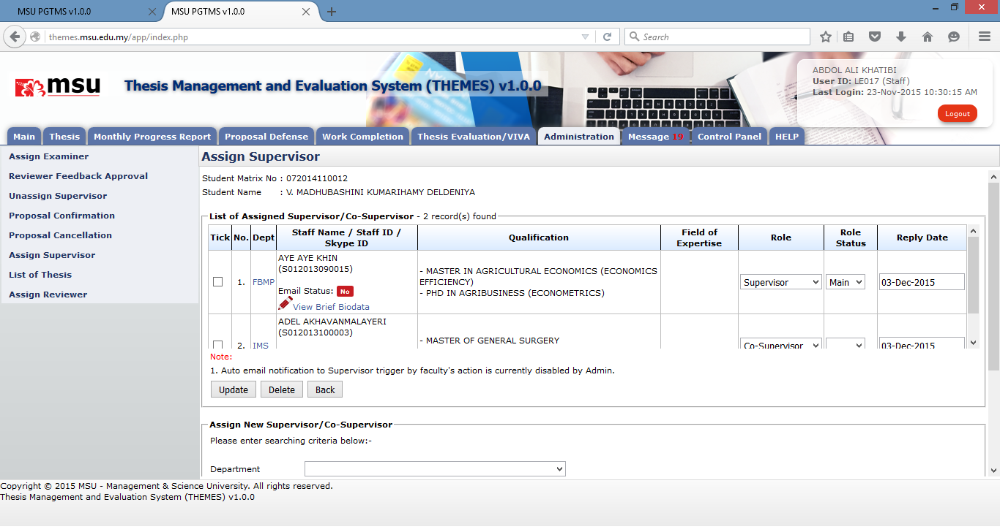 MSU PGTMS v1.0.0
MSU PGTMS v1.0.0
themes.msu.edu.my/app/index.php
Search
msu
Thesis Management and Evaluation System (THEMES) v1.0.0
ABDOL ALI KHATIBI
User ID: LE017 (Staff)
Last Login: 23-Nov-2015 10:30:15 AM
Logout
Main Thesis Monthly Progress Report Proposal Defense Work Completion Thesis Evaluation/VIVA Administration Message 19 Control Panel HELP
Assign Examiner
Reviewer Feedback Approval
Unassign Supervisor
Proposal Confirmation
Proposal Cancellation
Assign Supervisor
List of Thesis
Assign Reviewer
Assign Supervisor
Student Matrix No : 072014110012
Student Name : V. MADHUBASHINI KUMARIHAMY DELDENIYA
List of Assigned Supervisor/Co-Supervisor - 2 record(s) found
Tick No. Dept Staff Name / Staff ID / Skype ID Qualification Field of Expertise Role Role Status Reply Date
1. FBMP
AYE AYE KHIN
(S012013090015)
Email Status: No
View Brief Biodata
- MASTER IN AGRICULTURAL ECONOMICS (ECONOMICS
EFFICIENCY)
- PHD IN AGRIBUSINESS (ECONOMETRICS)
Supervisor Main 03-Dec-2015
2. IMS
ADEL AKHAVANMALAYERI
(S012013100003)
- MASTER OF GENERAL SURGERY
Co-Supervisor 03-Dec-2015
Note:
1. Auto email notification to Supervisor trigger by faculty's action is currently disabled by Admin.
Update Delete Back
Assign New Supervisor/Co-Supervisor
Please enter searching criteria below:-
Department
Copyright © 2015 MSU - Management & Science University. All rights reserved.
Thesis Management and Evaluation System (THEMES) v1.0.0